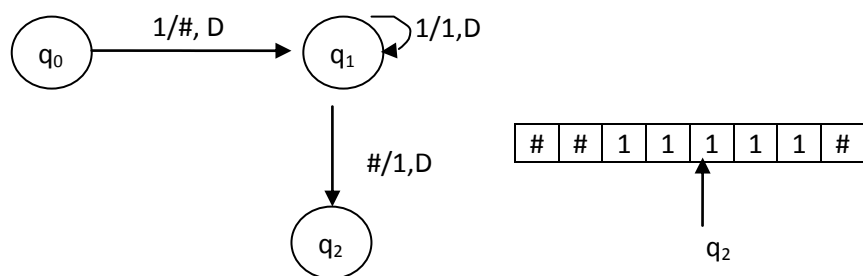 1/#, D
q₀
q₁
1/1,D
# # 1 1 1 1 1 #
#/1,D
q₂
q₂